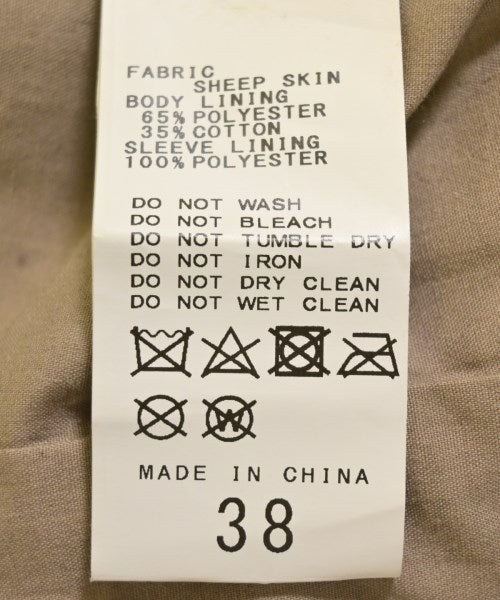 FABRIC
SHEEP SKIN
BODY LINING
65% POLYESTER
35% COTTON
SLEEVE LINING
100% POLYESTER
DO NOT WASH
DO NOT BLEACH
DO NOT TUMBLE DRY
DO NOT IRON
DO NOT DRY CLEAN
DO NOT WET CLEAN
W
MADE IN CHINA
38